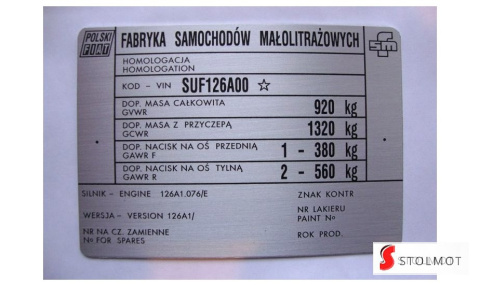 POLSKI FIAT
FABRYKA SAMOCHODÓW MAŁOLITRAŻOWYCH
fsm
HOMOLOGACJA
HOMOLOGATION
KOD – VIN SUF126A00 ☆
DOP. MASA CAŁKOWITA 920 kg
GVWR
DOP. MASA Z PRZYCZEPĄ 1320 kg
GCWR
DOP. NACISK NA OŚ PRZEDNIĄ 1 - 380 kg
GAWR F
DOP. NACISK NA OŚ TYLNĄ 2 - 560 kg
GAWR R
SILNIK – ENGINE 126A1.076/E
ZNAK KONTR
WERSJA – VERSION 126A1/
NR LAKIERU
PAINT No
NR NA CZ. ZAMIENNE
No FOR SPARES
ROK PROD.
STOLMOT